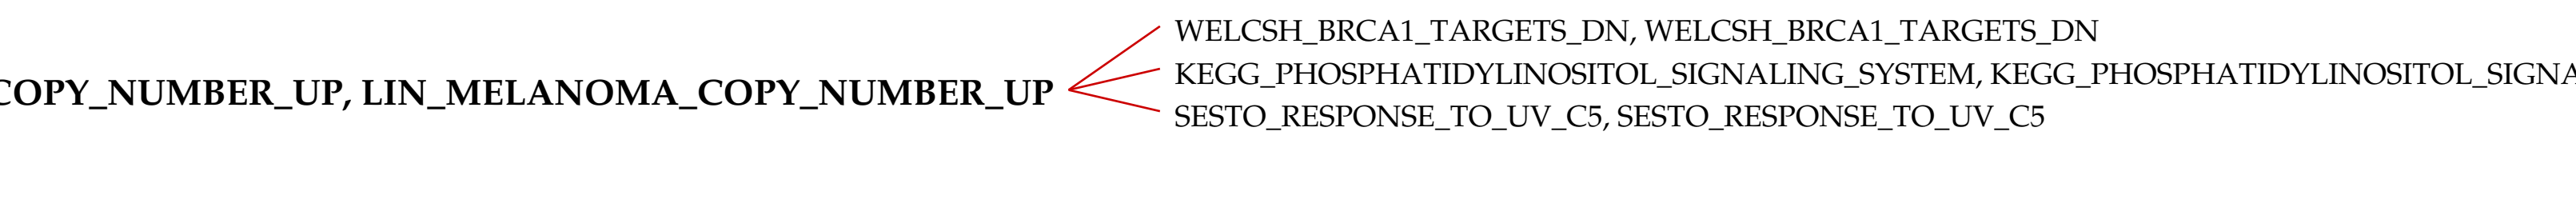 WELCSH_BRCA1_TARGETS_DN, WELCSH_BRCA1_TARGETS_DN
KEGG_PHOSPHATIDYLINOSITOL_SIGNALING_SYSTEM, KEGG_PHOSPHATIDYLINOSITOL_SIGNA
COPY_NUMBER_UP, LIN_MELANOMA_COPY_NUMBER_UP
SESTO_RESPONSE_TO_UV_C5, SESTO_RESPONSE_TO_UV_C5